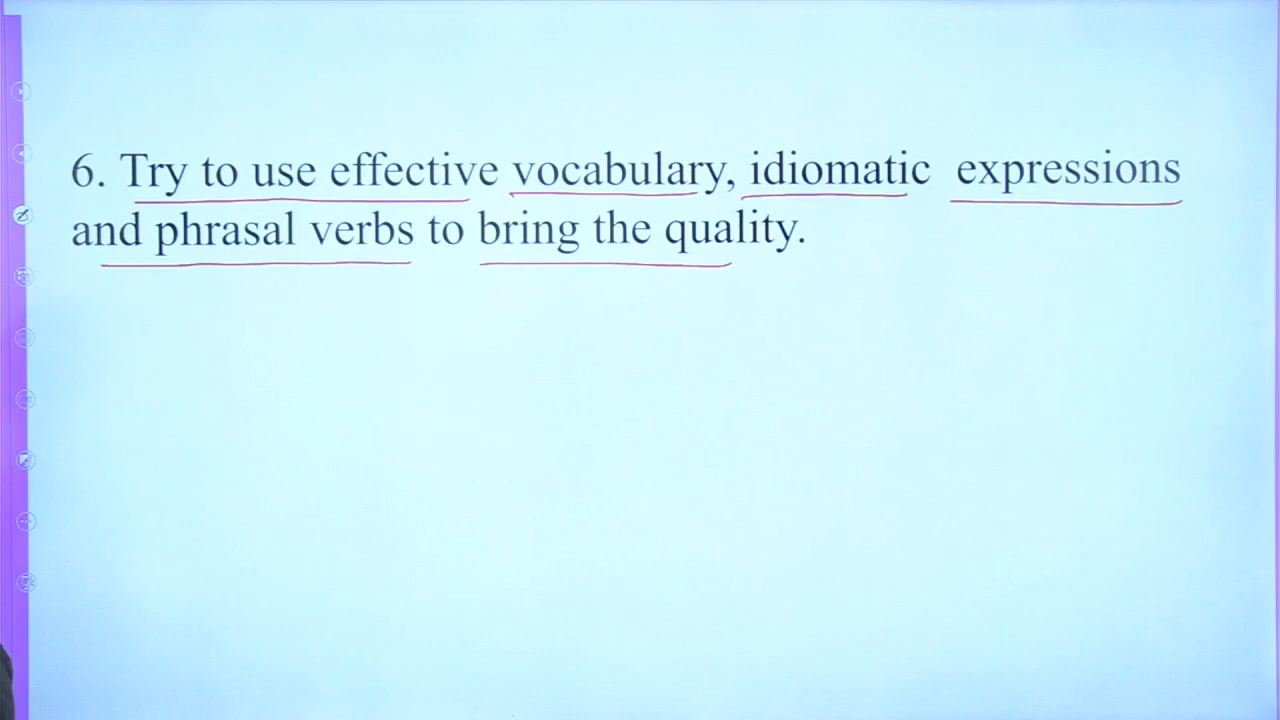 6. Try to use effective vocabulary, idiomatic expressions
and phrasal verbs to bring the quality.